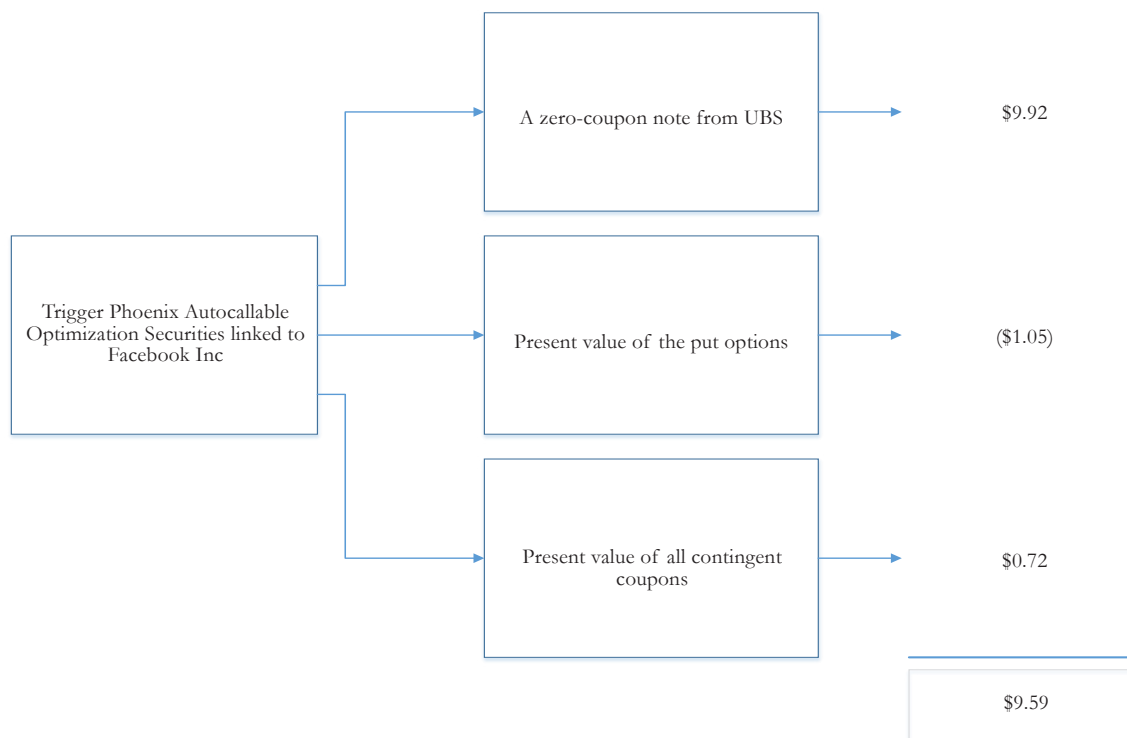 A zero-coupon note from UBS
$9.92
Trigger Phoenix Autocallable
Optimization Securities linked to
Facebook Inc
Present value of the put options
($1.05)
Present value of all contingent
coupons
$0.72
$9.59